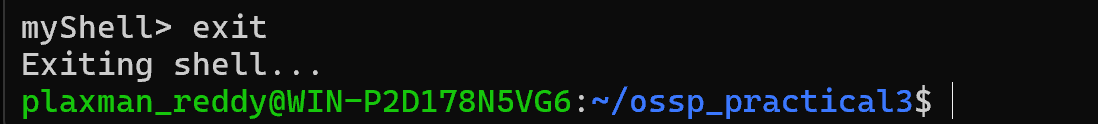 myShell> exit
Exiting shell...
plaxman_reddy@WIN-P2D178N5VG6:~/ossp_practical3$